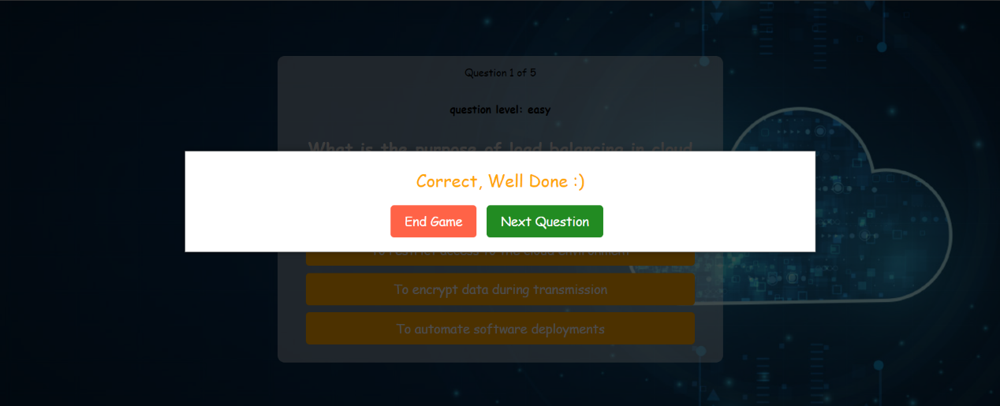 Question 1 of 5
question level: easy
What is the purpose of load balancing in cloud
Correct, Well Done :)
End Game
Next Question
To restrict access to the cloud environment
To encrypt data during transmission
To automate software deployments